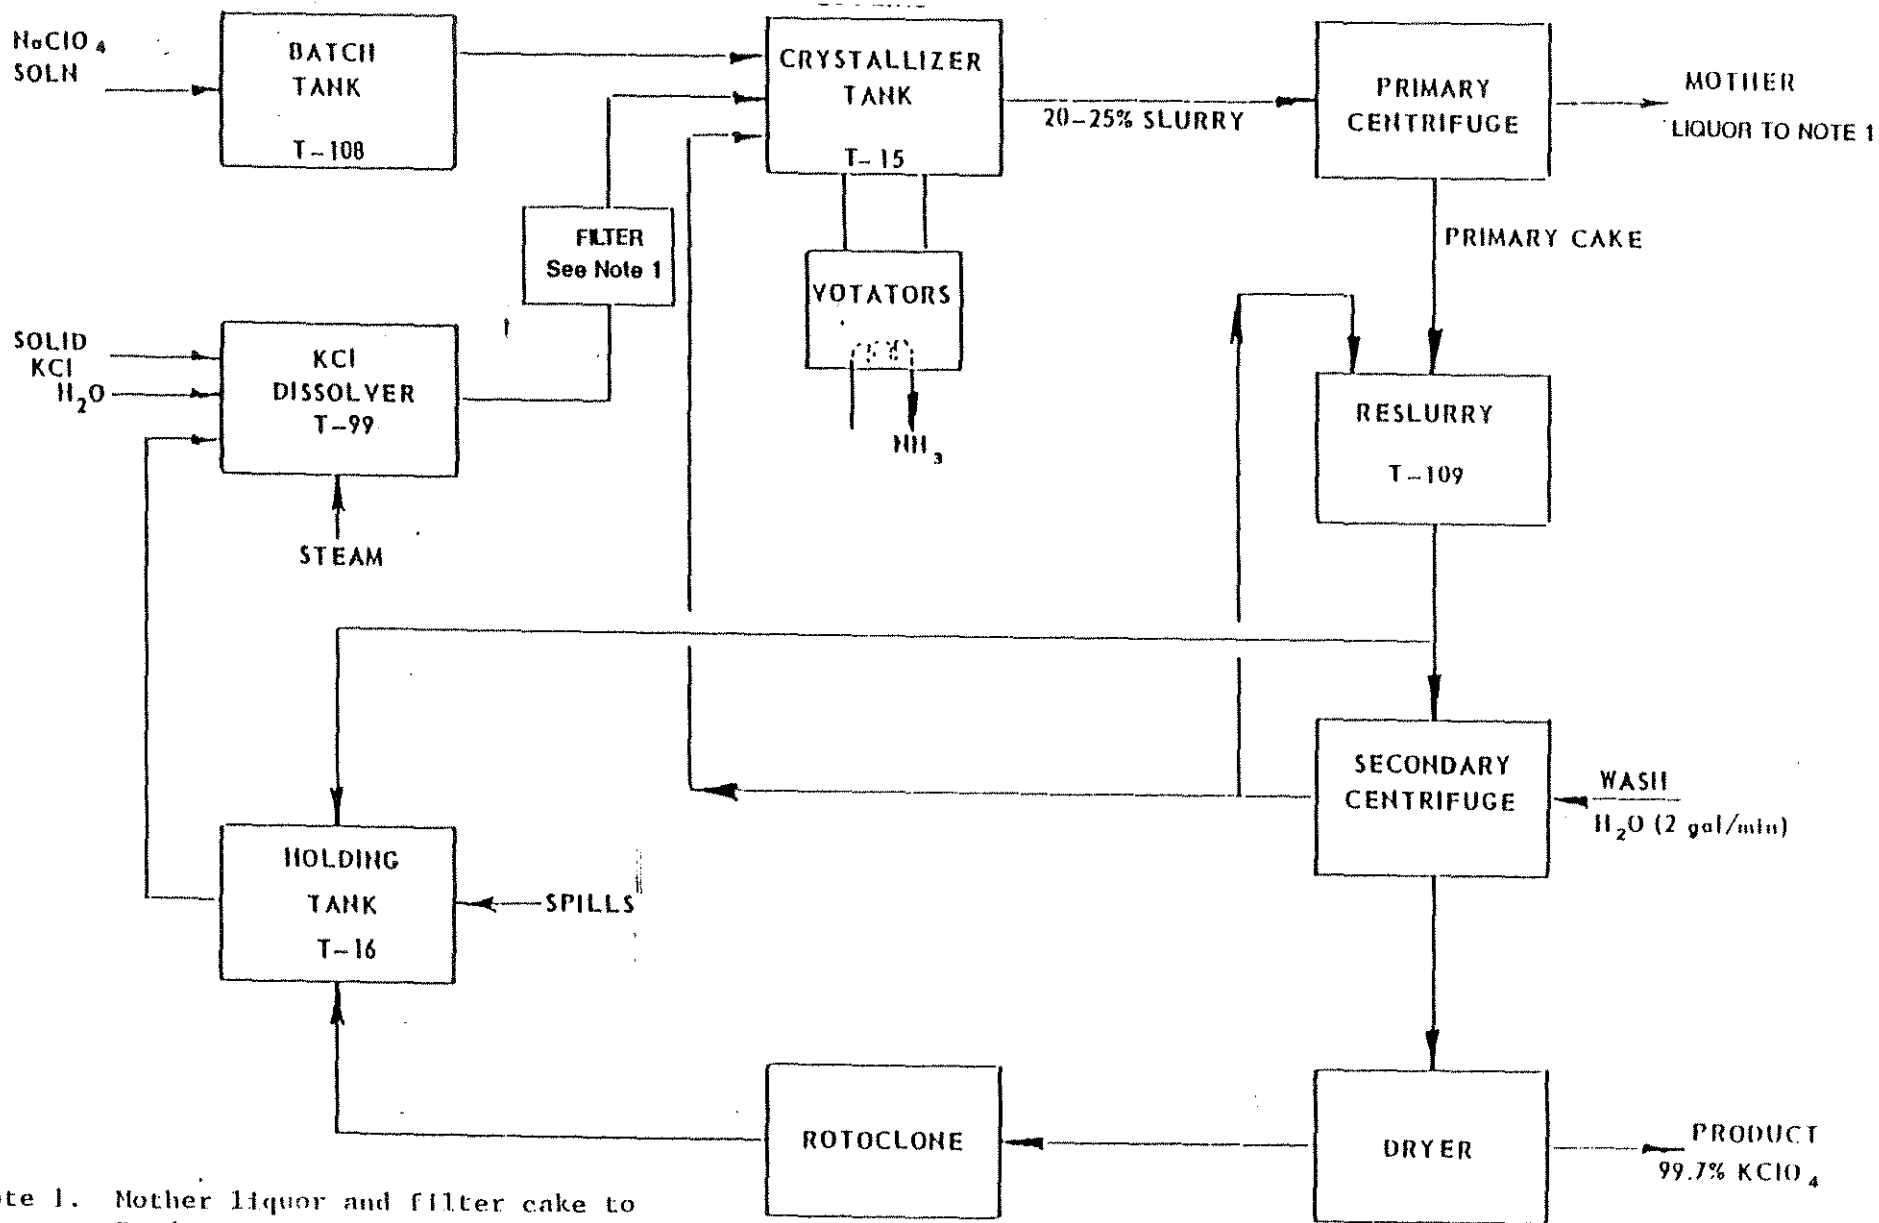 NaClO4
SOLN
BATCH
TANK
T-108
CRYSTALLIZER
TANK
T-15
20-25% SLURRY
PRIMARY
CENTRIFUGE
MOTHER
LIQUOR TO NOTE 1
FILTER
See Note 1
PRIMARY CAKE
VOTATORS
NH3
SOLID
KCl
H2O
KCl
DISSOLVER
T-99
STEAM
RESLURRY
T-109
SECONDARY
CENTRIFUGE
WASH
H2O (2 gal/min)
HOLDING
TANK
T-16
SPILLS
ROTOCLONE
DRYER
PRODUCT
99.7% KClO4
te 1. Mother liquor and filter cake to